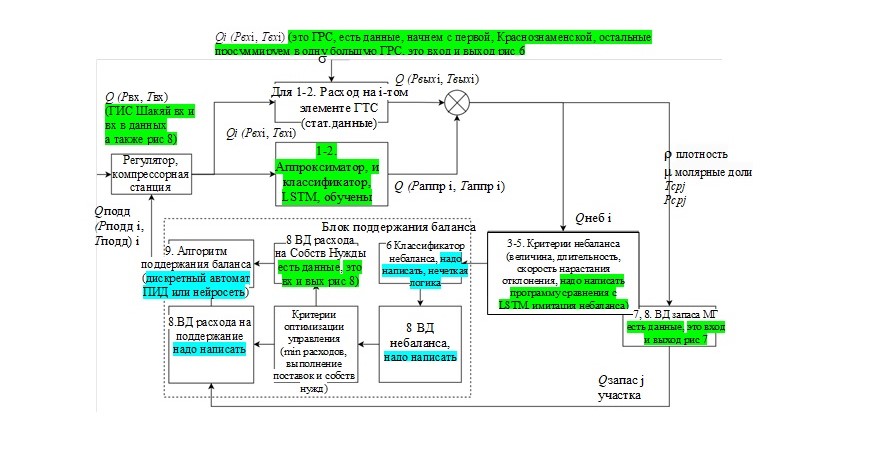 Qi (Pвхi, Tвхi) (это ГРС, есть данные, начнем с первой, Краснознаменской, остальные
просуммируем в одну большую ГРС, это вход и выход рис 6
σ
Q (Pвыхi, Tвыхi)
Q (Pвх, Tвх)
(ГИС Шакяй вх и
вх в данных
а также рис 8)
Для 1-2. Расход на i-том
элементе ГТС
(стат.данные)
Qi (Pвхi, Tвхi)
Регулятор,
компрессорная
станция
1-2.
Аппроксиматор, и
классификатор,
LSTM, обучены
Q (Pаппр i, Tаппр i)
ρ плотность
μ молярные доли
Tcpj
Pcpj
Qнеб i
Qподд
(Pподд i,
Tподд) i
Блок поддержания баланса
9. Алгоритм
поддержания баланса
(дискретный автомат
ПИД или нейросеть)
8 ВД расхода
на Собств Нужды
есть данные, это
вх и вых рис 8)
6 Классификатор
небаланса, надо
написать, нечеткая
логика
3-5. Критерии небаланса
(величина, длительность,
скорость нарастания
отклонения, надо написать
программу сравнения с
LSTM, имитация небаланса)
8.ВД расхода на
поддержание
надо написать
Критерии
оптимизации
управления
(min расходов,
выполнение
поставок и собств
нужд)
8 ВД
небаланса,
надо написать
7, 8. ВД запаса МГ
есть данные, это вход
и выход рис 7
Qзапас j
участка